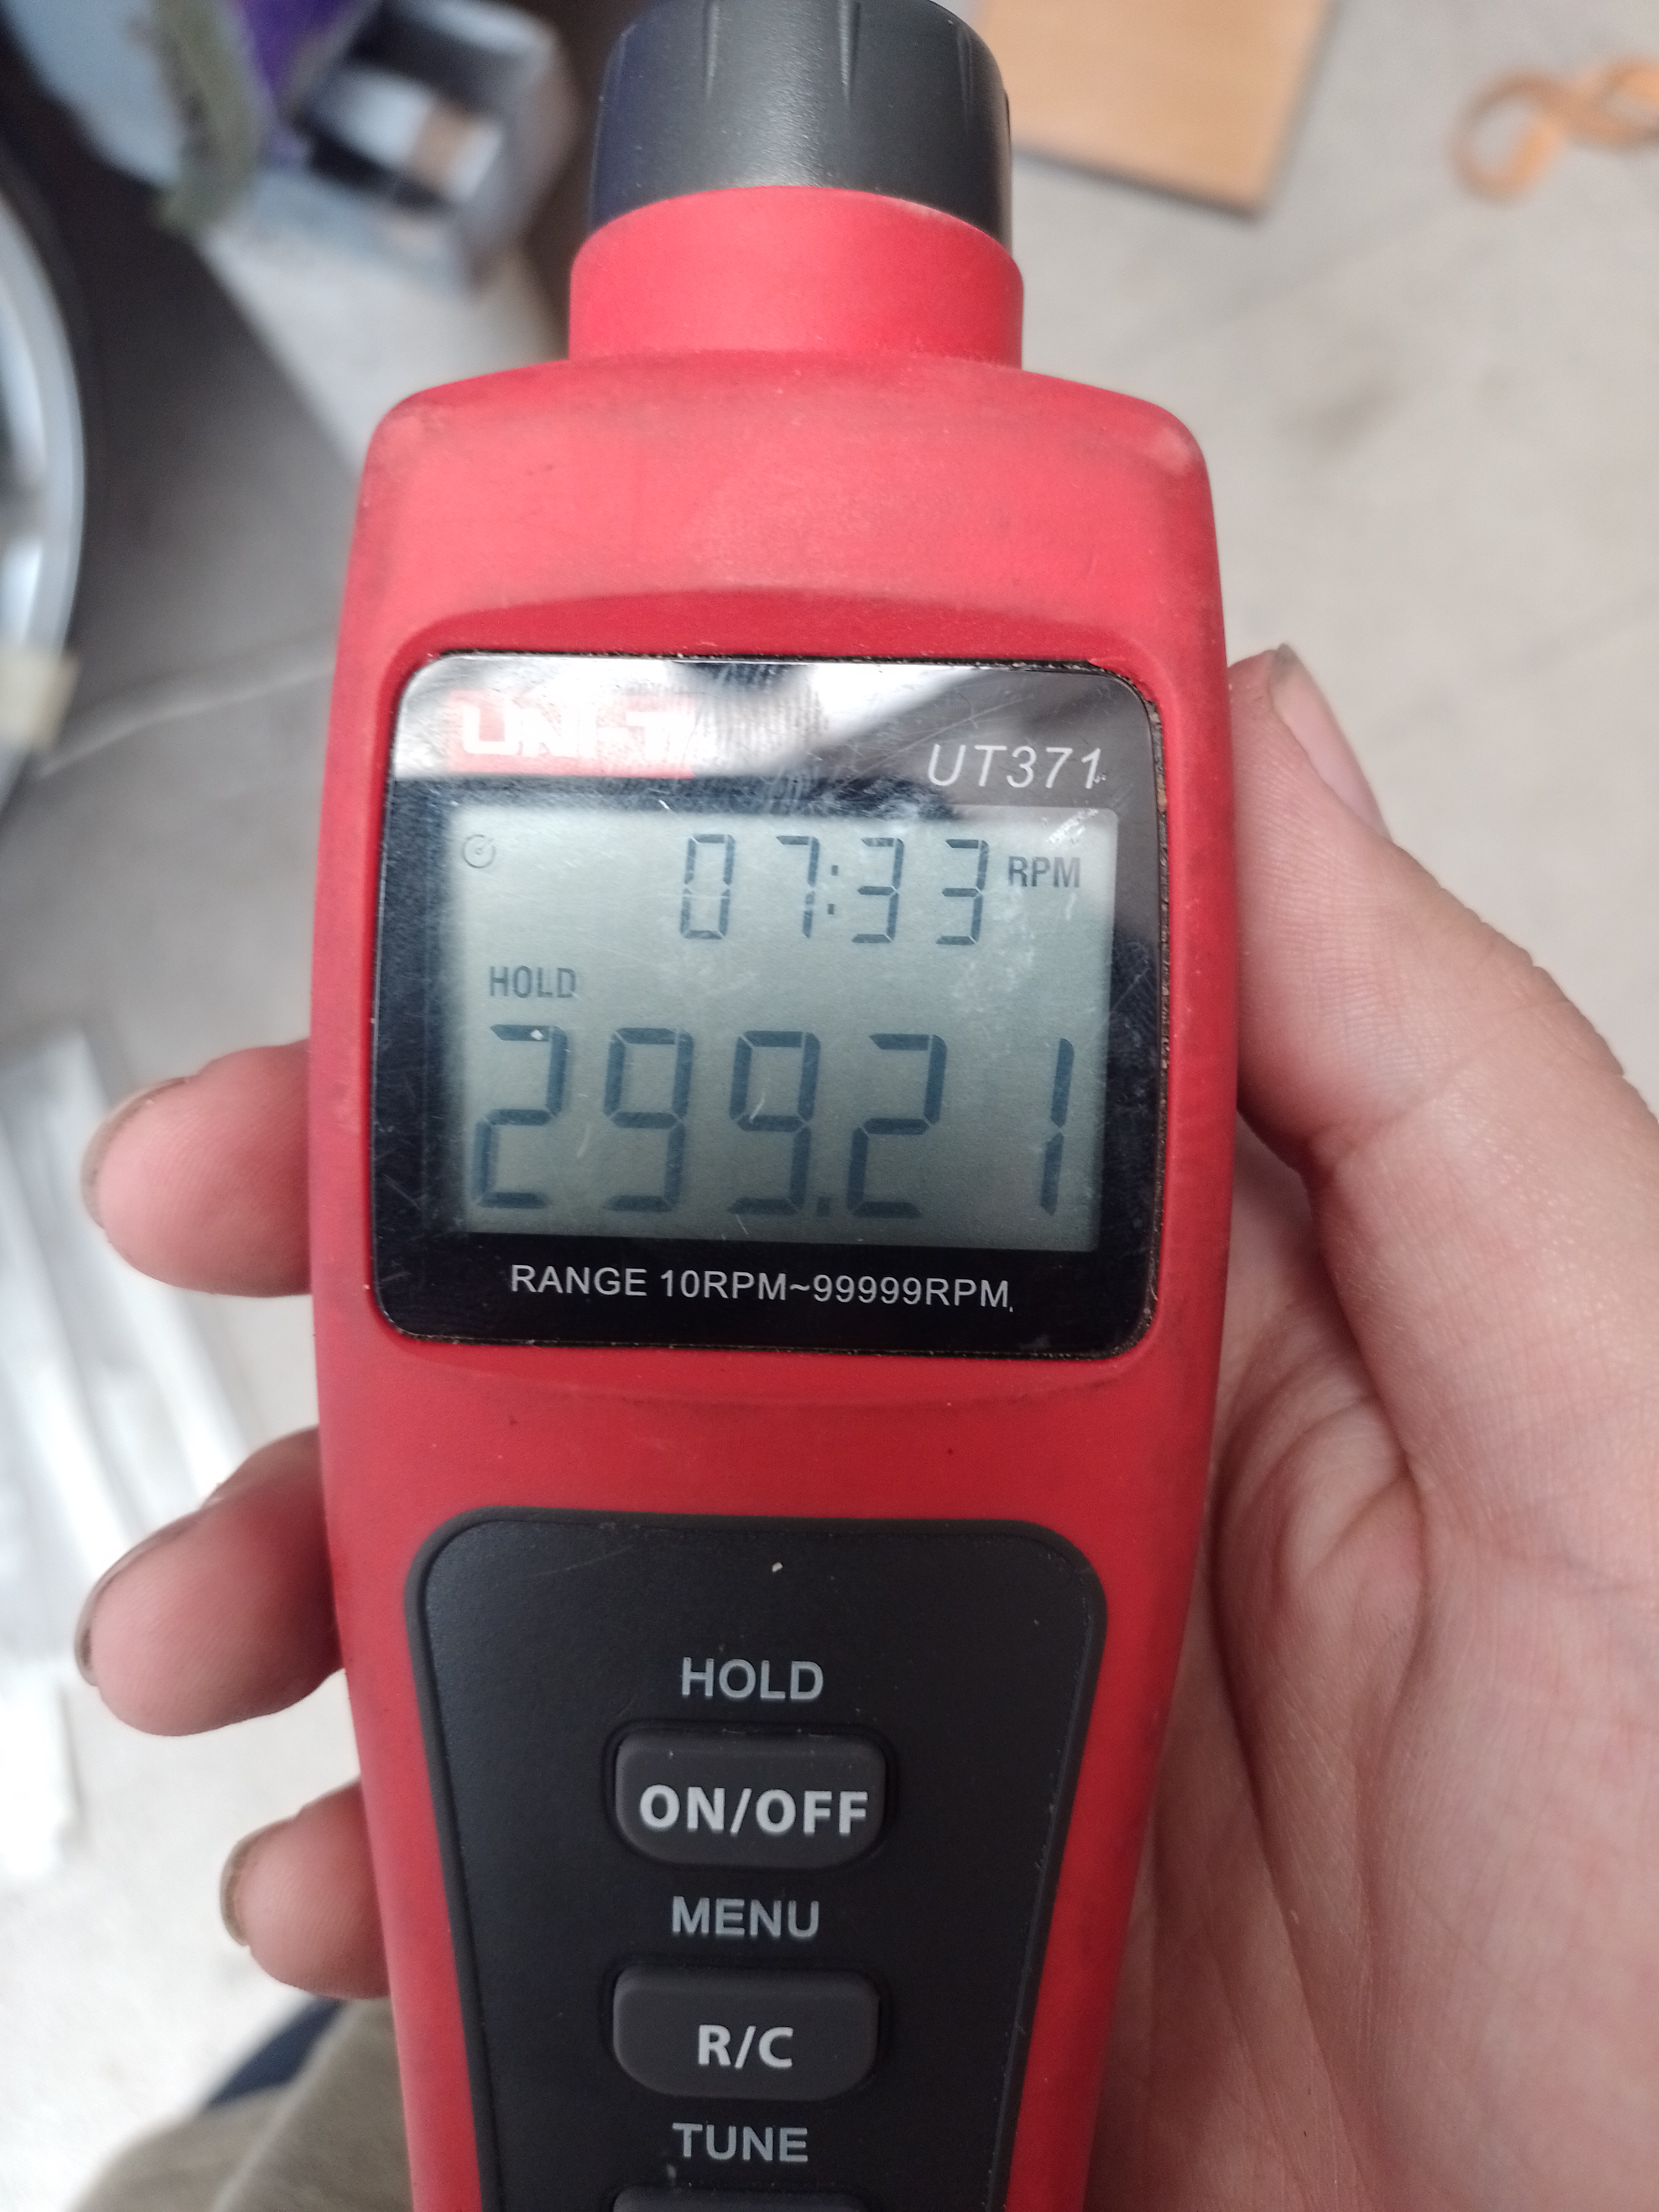 UNI-T
UT371
07:33 RPM
HOLD
299.21
RANGE 10RPM~99999RPM
HOLD
ON/OFF
MENU
R/C
TUNE